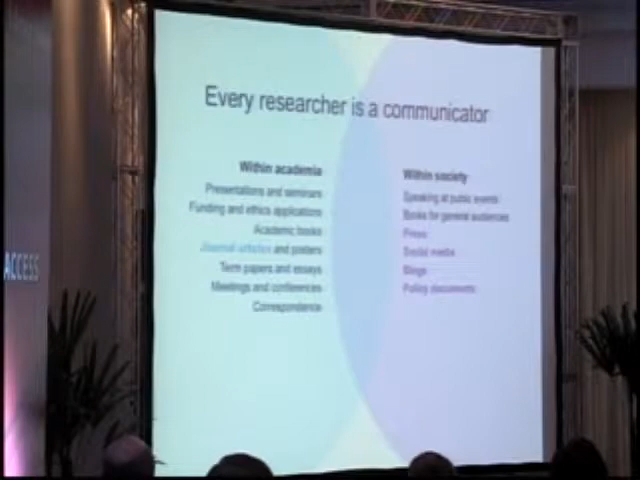 Every researcher is a communicator
Within academia
Presentations and seminars
Funding and ethics applications
Academic books
Journal articles and posters
Term papers and essays
Meetings and conferences
Correspondence
Within society
Speaking at public events
Books for general audiences
Press
Social media
Blogs
Policy documents
ACCESS